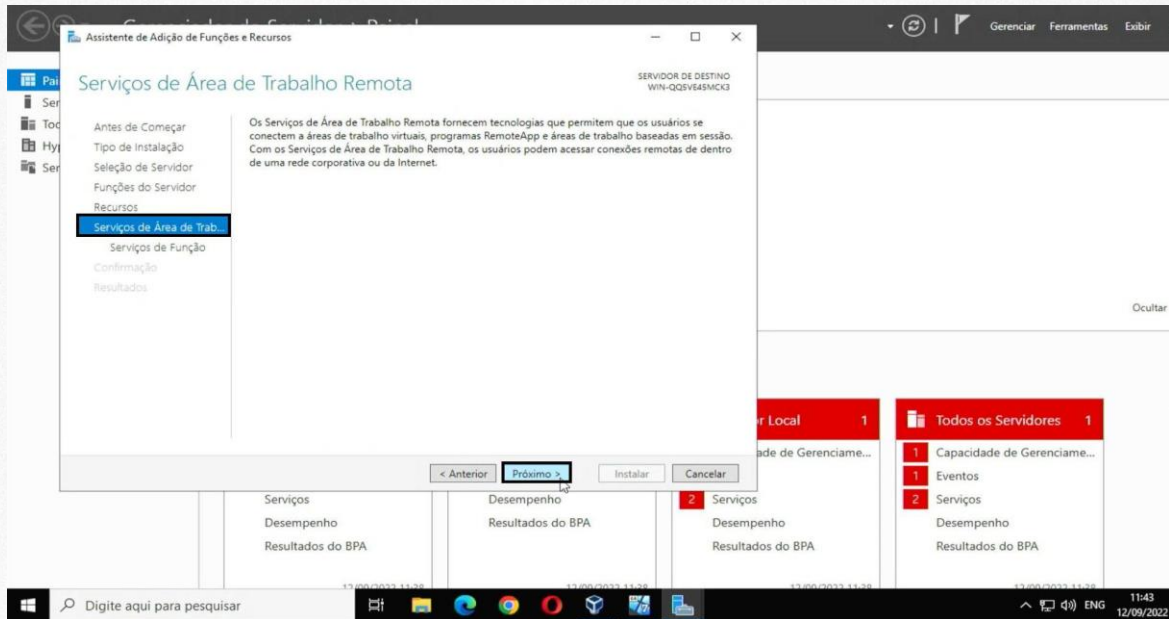 Gerenciar Ferramentas Exibir
Assistente de Adição de Funções e Recursos
Serviços de Área de Trabalho Remota
SERVIDOR DE DESTINO
WIN-QQ5VE45MCK3
Pai
Ser
Toc
Hy
Ser
Antes de Começar
Tipo de Instalação
Seleção de Servidor
Funções do Servidor
Recursos
Serviços de Área de Trab...
Serviços de Função
Confirmação
Resultados
Os Serviços de Área de Trabalho Remota fornecem tecnologias que permitem que os usuários se
conectem a áreas de trabalho virtuais, programas RemoteApp e áreas de trabalho baseadas em sessão.
Com os Serviços de Área de Trabalho Remota, os usuários podem acessar conexões remotas de dentro
de uma rede corporativa ou da Internet.
Ocultar
< Anterior Próximo > Instalar Cancelar
Serviços
Desempenho
Resultados do BPA
Desempenho
Resultados do BPA
r Local 1
ade de Gerenciame...
2 Serviços
Desempenho
Resultados do BPA
Todos os Servidores 1
1 Capacidade de Gerenciame...
1 Eventos
2 Serviços
Desempenho
Resultados do BPA
Digite aqui para pesquisar
ENG
11:43
12/09/2022